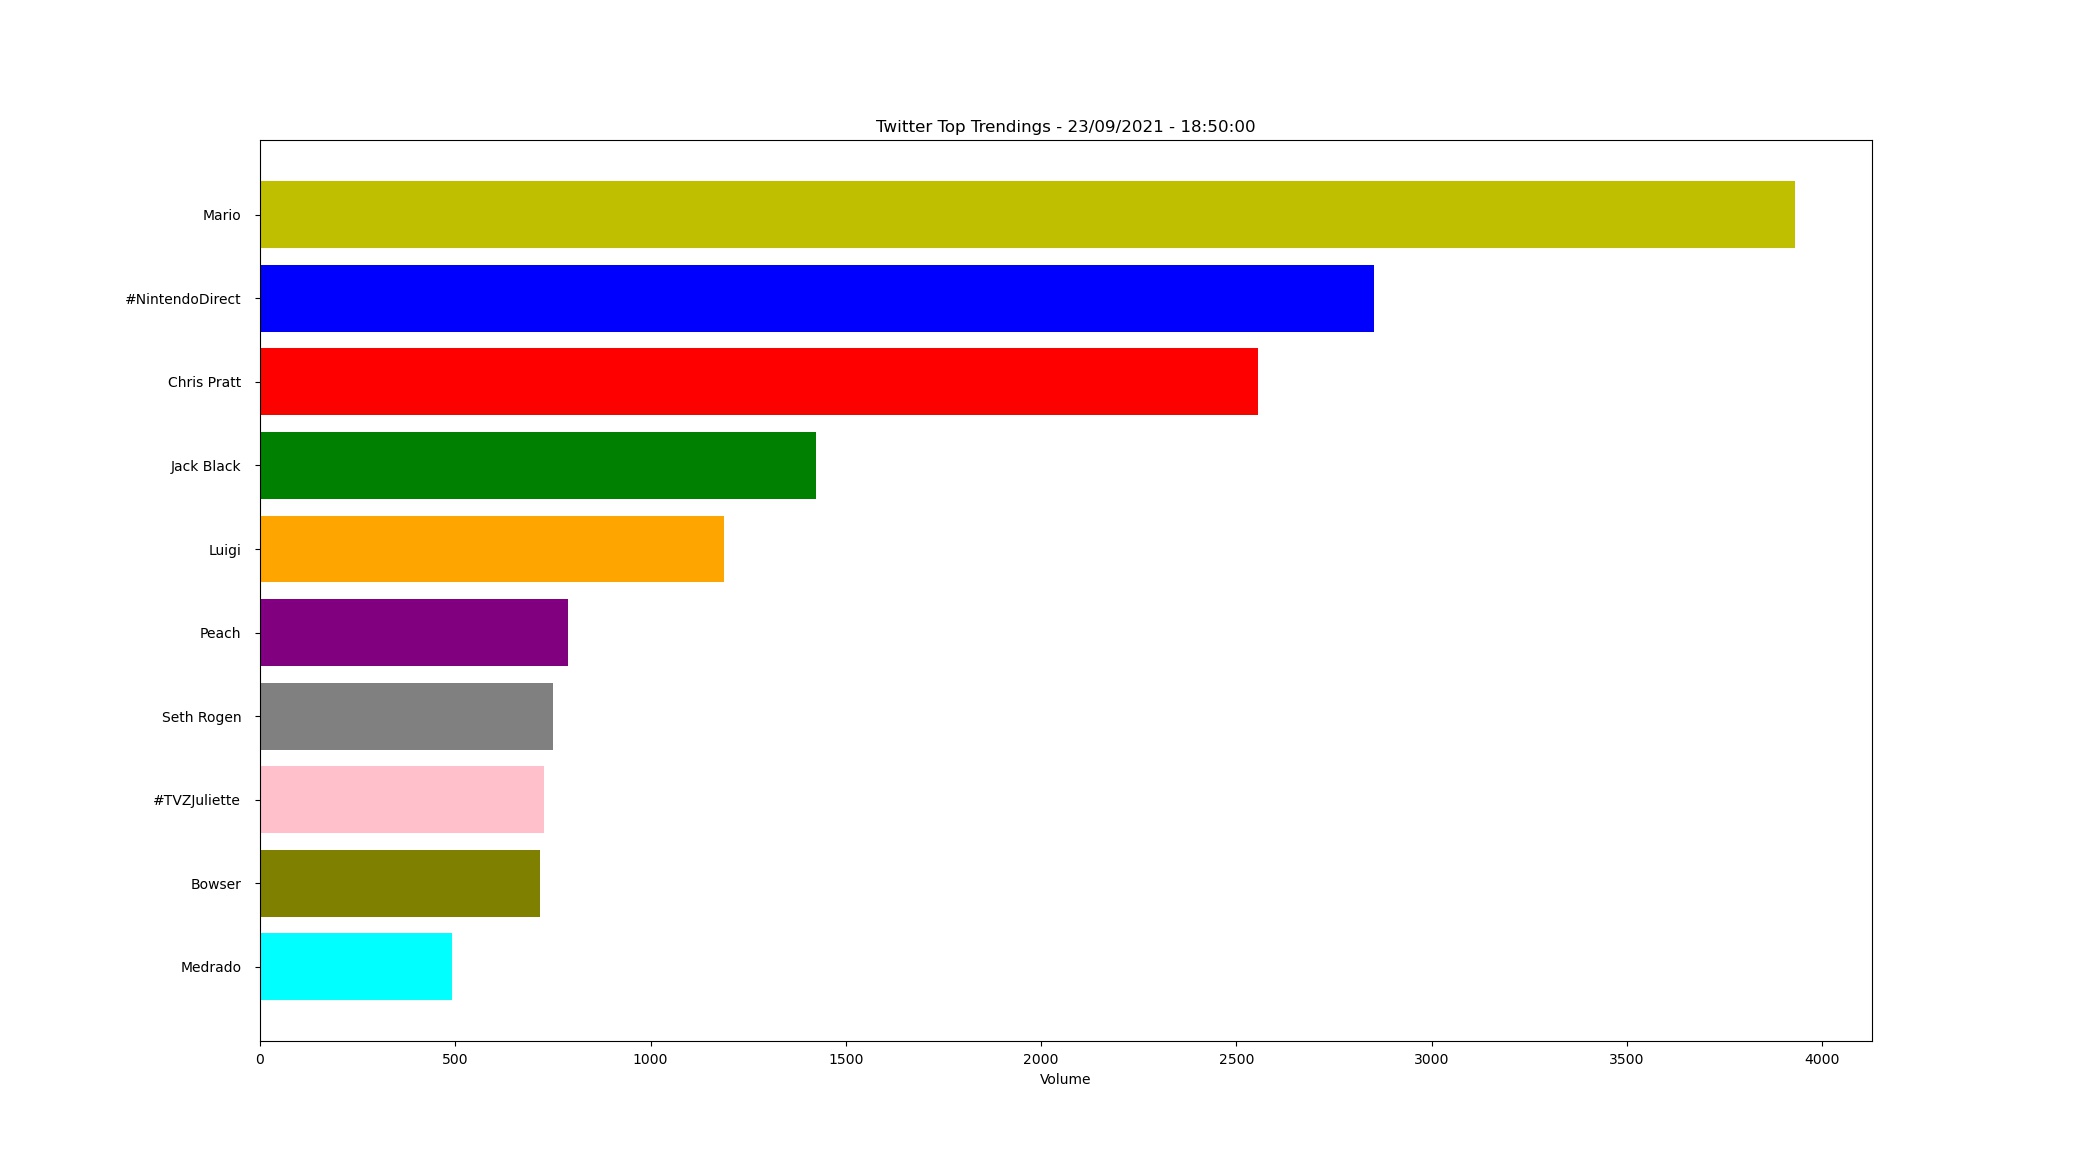 Twitter Top Trendings - 23/09/2021 - 18:50:00
Mario
#NintendoDirect
Chris Pratt
Jack Black
Luigi
Peach
Seth Rogen
#TVZJuliette
Bowser
Medrado
0 500 1000 1500 2000 2500 3000 3500 4000
Volume